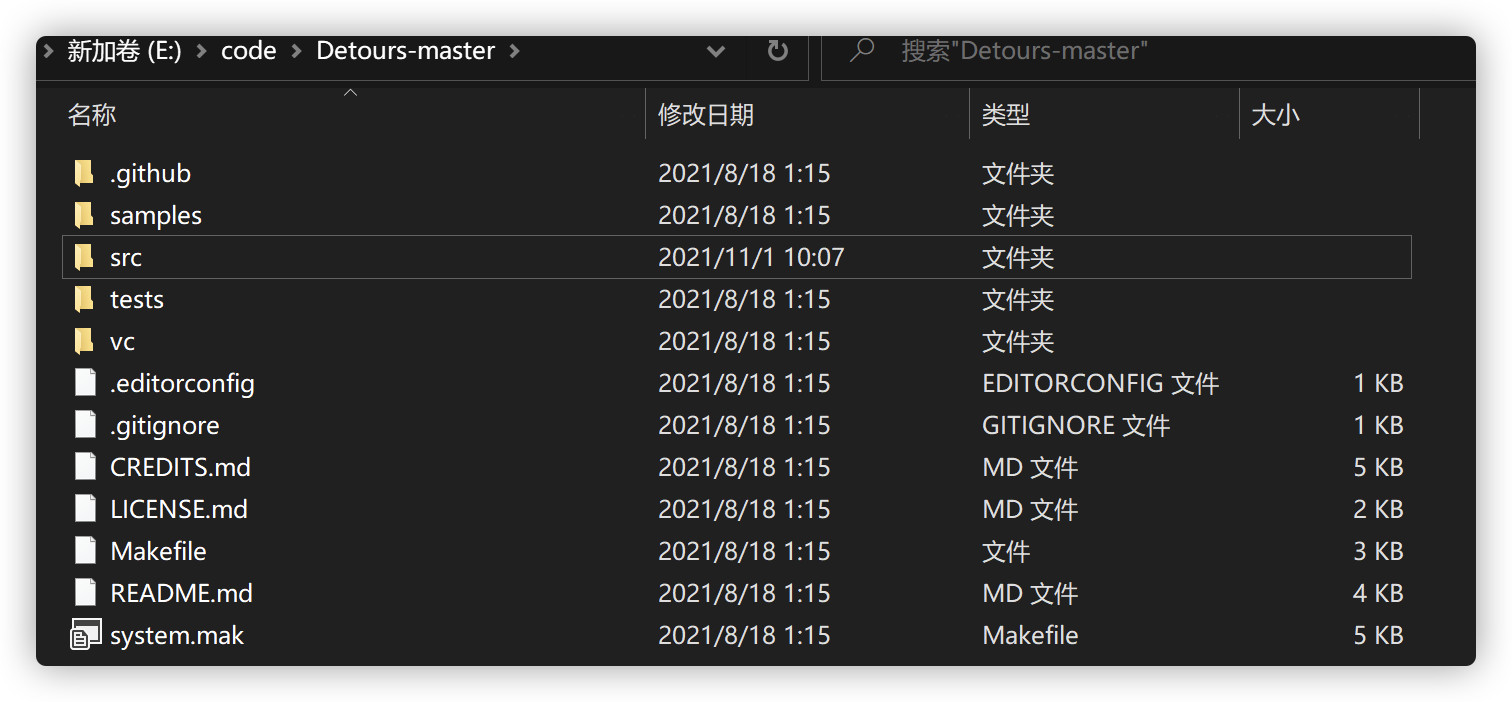 新加卷 (E:) > code > Detours-master > 搜索"Detours-master"
名称 修改日期 类型 大小
.github 2021/8/18 1:15 文件夹
samples 2021/8/18 1:15 文件夹
src 2021/11/1 10:07 文件夹
tests 2021/8/18 1:15 文件夹
vc 2021/8/18 1:15 文件夹
.editorconfig 2021/8/18 1:15 EDITORCONFIG 文件 1 KB
.gitignore 2021/8/18 1:15 GITIGNORE 文件 1 KB
CREDITS.md 2021/8/18 1:15 MD 文件 5 KB
LICENSE.md 2021/8/18 1:15 MD 文件 2 KB
Makefile 2021/8/18 1:15 文件 3 KB
README.md 2021/8/18 1:15 MD 文件 4 KB
system.mak 2021/8/18 1:15 Makefile 5 KB